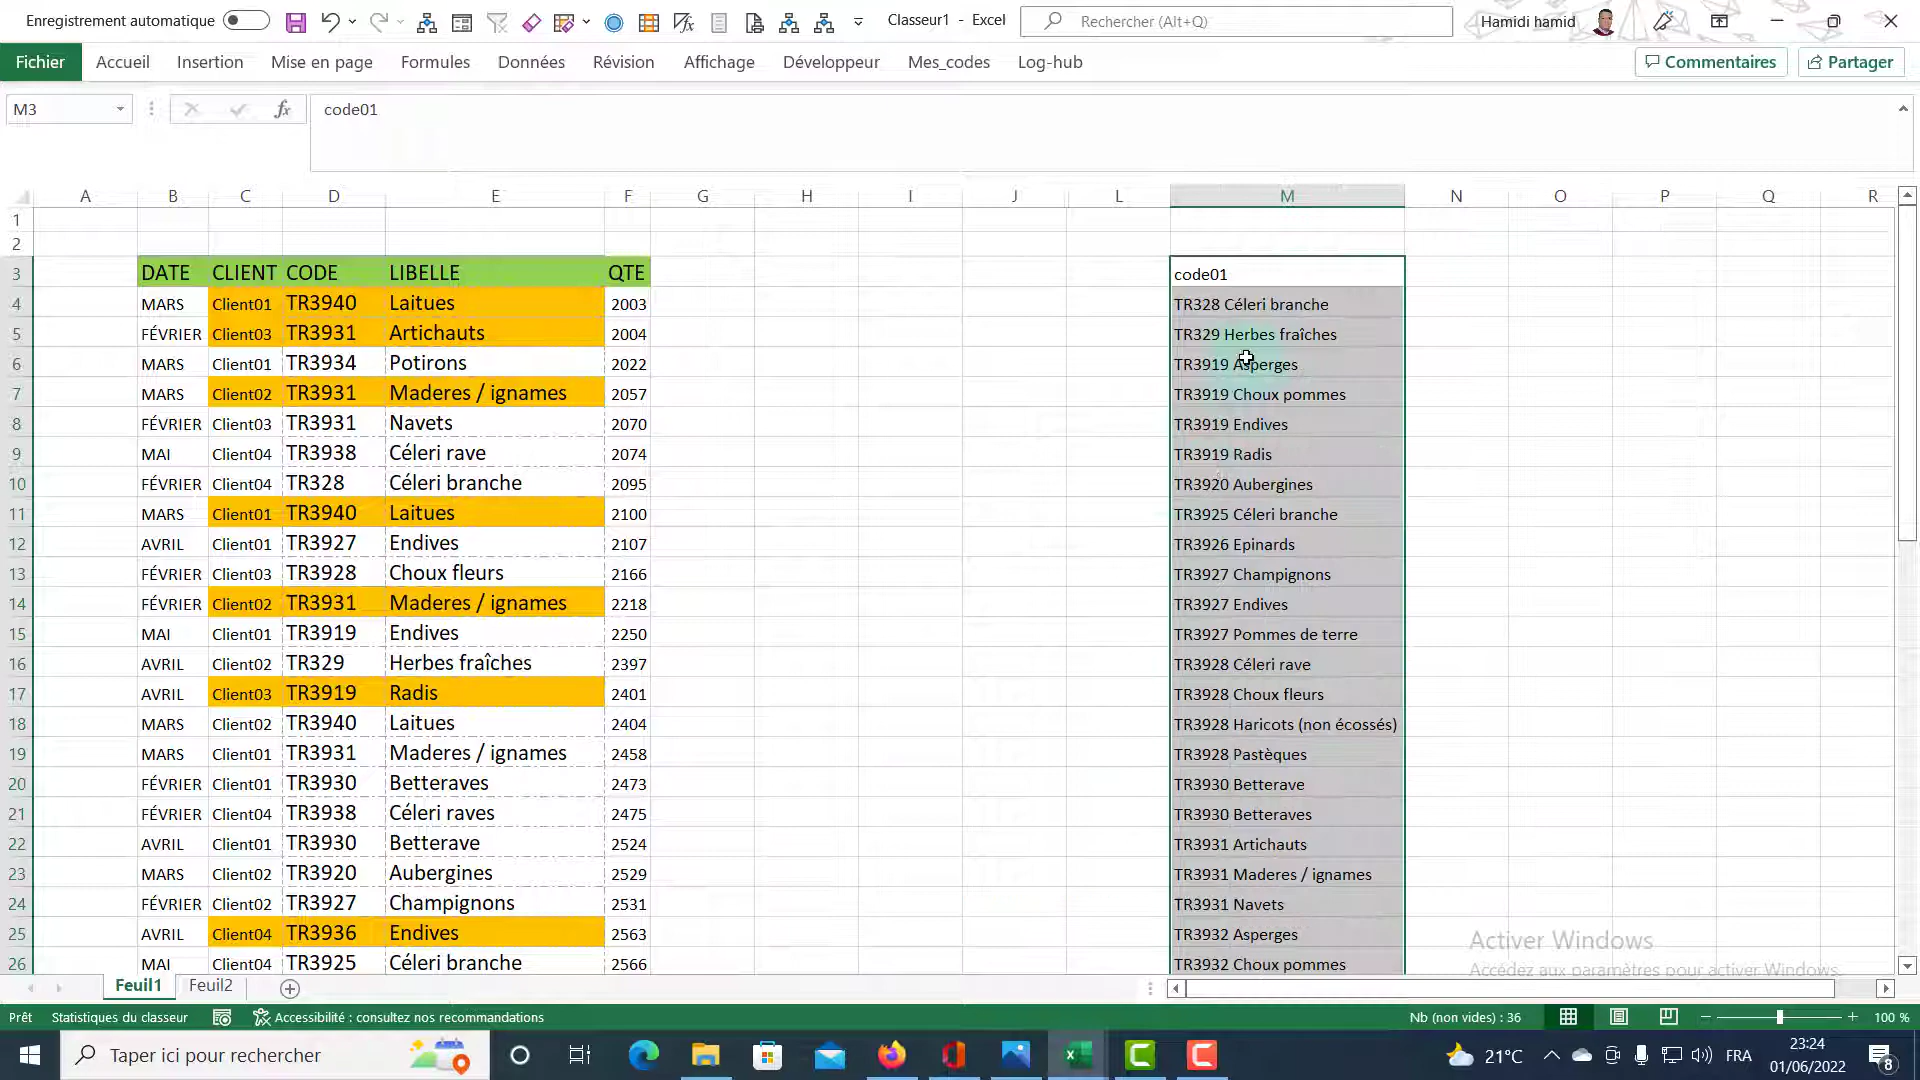 Enregistrement automatique Classeur1 - Excel Rechercher (Alt+Q) Hamidi hamid
Fichier Accueil Insertion Mise en page Formules Données Révision Affichage Développeur Mes_codes Log-hub Commentaires Partager
M3 fx code01
A B C D E F G H I J L M N O P Q R
1
2
3 DATE CLIENT CODE LIBELLE QTE code01
4 MARS Client01 TR3940 Laitues 2003 TR328 Céleri branche
5 FÉVRIER Client03 TR3931 Artichauts 2004 TR329 Herbes fraîches
6 MARS Client01 TR3934 Potirons 2022 TR3919 Asperges
7 MARS Client02 TR3931 Maderes / ignames 2057 TR3919 Choux pommes
8 FÉVRIER Client03 TR3931 Navets 2070 TR3919 Endives
9 MAI Client04 TR3938 Céleri rave 2074 TR3919 Radis
10 FÉVRIER Client04 TR328 Céleri branche 2095 TR3920 Aubergines
11 MARS Client01 TR3940 Laitues 2100 TR3925 Céleri branche
12 AVRIL Client01 TR3927 Endives 2107 TR3926 Epinards
13 FÉVRIER Client03 TR3928 Choux fleurs 2166 TR3927 Champignons
14 FÉVRIER Client02 TR3931 Maderes / ignames 2218 TR3927 Endives
15 MAI Client01 TR3919 Endives 2250 TR3927 Pommes de terre
16 AVRIL Client02 TR329 Herbes fraîches 2397 TR3928 Céleri rave
17 AVRIL Client03 TR3919 Radis 2401 TR3928 Choux fleurs
18 MARS Client02 TR3940 Laitues 2404 TR3928 Haricots (non écossés)
19 MARS Client01 TR3931 Maderes / ignames 2458 TR3928 Pastèques
20 FÉVRIER Client01 TR3930 Betteraves 2473 TR3930 Betterave
21 FÉVRIER Client04 TR3938 Céleri raves 2475 TR3930 Betteraves
22 AVRIL Client01 TR3930 Betterave 2524 TR3931 Artichauts
23 MARS Client02 TR3920 Aubergines 2529 TR3931 Maderes / ignames
24 FÉVRIER Client02 TR3927 Champignons 2531 TR3931 Navets
25 AVRIL Client04 TR3936 Endives 2563 TR3932 Asperges
26 MAI Client04 TR3925 Céleri branche 2566 TR3932 Choux pommes
Activer Windows
Accédez aux paramètres pour activer Windows.
Feuil1 Feuil2
Prêt Statistiques du classeur Accessibilité : consultez nos recommandations Nb (non vides) : 36 100 %
Taper ici pour rechercher 21°C FRA 23:24
01/06/2022 8